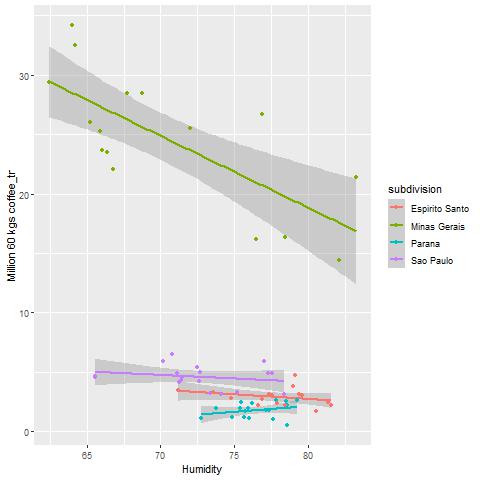 30
20
10
0
Million 60 kgs coffee_tr
65
70
75
80
Humidity
subdivision
Espirito Santo
Minas Gerais
Parana
Sao Paulo